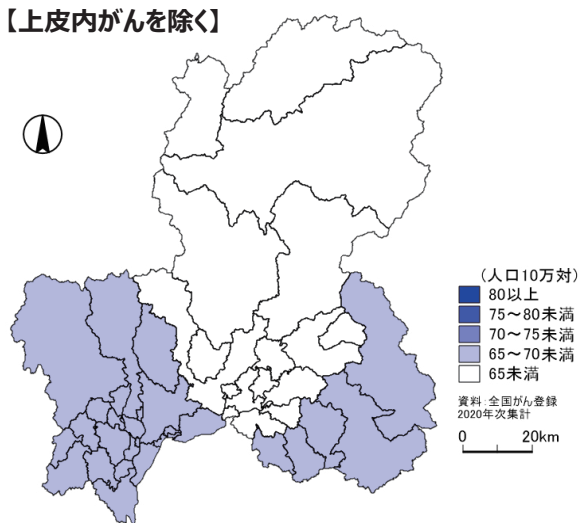 【上皮内がんを除く】
(人口10万対)
80以上
75～80未満
70～75未満
65～70未満
65未満
資料：全国がん登録
2020年次集計
0 20km